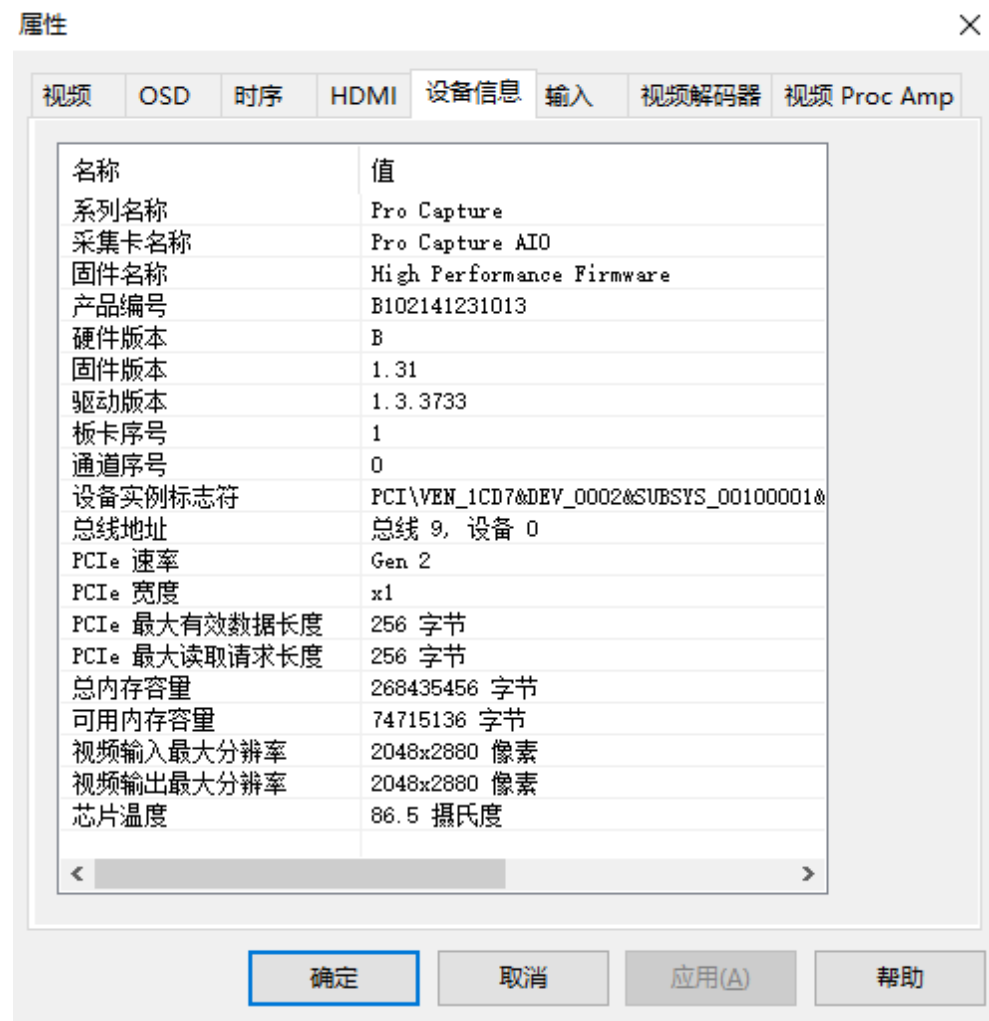 属性
视频 OSD 时序 HDMI 设备信息 输入 视频解码器 视频 Proc Amp
名称 值
系列名称 Pro Capture
采集卡名称 Pro Capture AIO
固件名称 High Performance Firmware
产品编号 B102141231013
硬件版本 B
固件版本 1.31
驱动版本 1.3.3733
板卡序号 1
通道序号 0
设备实例标志符 PCI\VEN_1CD7&DEV_0002&SUBSYS_00100001&
总线地址 总线 9, 设备 0
PCIe 速率 Gen 2
PCIe 宽度 x1
PCIe 最大有效数据长度 256 字节
PCIe 最大读取请求长度 256 字节
总内存容量 268435456 字节
可用内存容量 74715136 字节
视频输入最大分辨率 2048x2880 像素
视频输出最大分辨率 2048x2880 像素
芯片温度 86.5 摄氏度
确定 取消 应用(A) 帮助